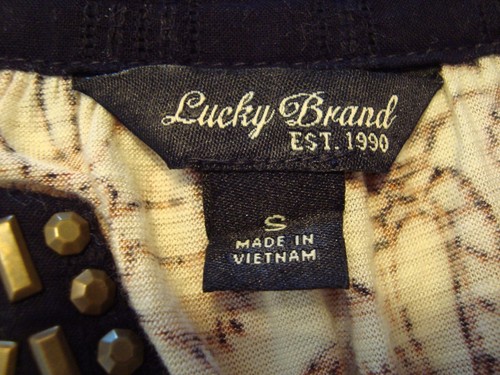 Lucky Brand
EST. 1990
S
MADE IN
VIETNAM